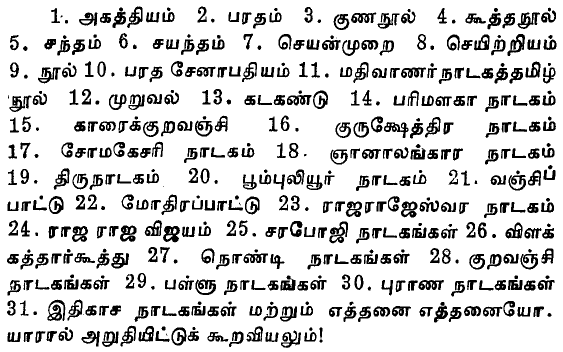 1. அகத்தியம் 2. பரதம் 3. குணநூல் 4. கூத்தநூல்
5. சந்தம் 6. சயந்தம் 7. செயன்முறை 8. செயிற்றியம்
9. நூல் 10. பரத சேனாபதியம் 11. மதிவாணர்நாடகத்தமிழ்
நூல் 12. முறுவல் 13. கடகண்டு 14. பரிமளகா நாடகம்
15. காரைக்குறவஞ்சி 16. குருக்ஷேத்திர நாடகம்
17. சோமகேசரி நாடகம் 18. ஞானாலங்கார நாடகம்
19. திருநாடகம் 20. பூம்புலியூர் நாடகம் 21. வஞ்சிப்
பாட்டு 22. மோதிரப்பாட்டு 23. ராஜராஜேஸ்வர நாடகம்
24. ராஜ ராஜ விஜயம் 25. சரபோஜி நாடகங்கள் 26. விளக்
கத்தார்கூத்து 27. நொண்டி நாடகங்கள் 28. குறவஞ்சி
நாடகங்கள் 29. பள்ளு நாடகங்கள் 30. புராண நாடகங்கள்
31. இதிகாச நாடகங்கள் மற்றும் எத்தனை எத்தனையோ.
யாரால் அறுதியிட்டுக் கூறவியலும்!